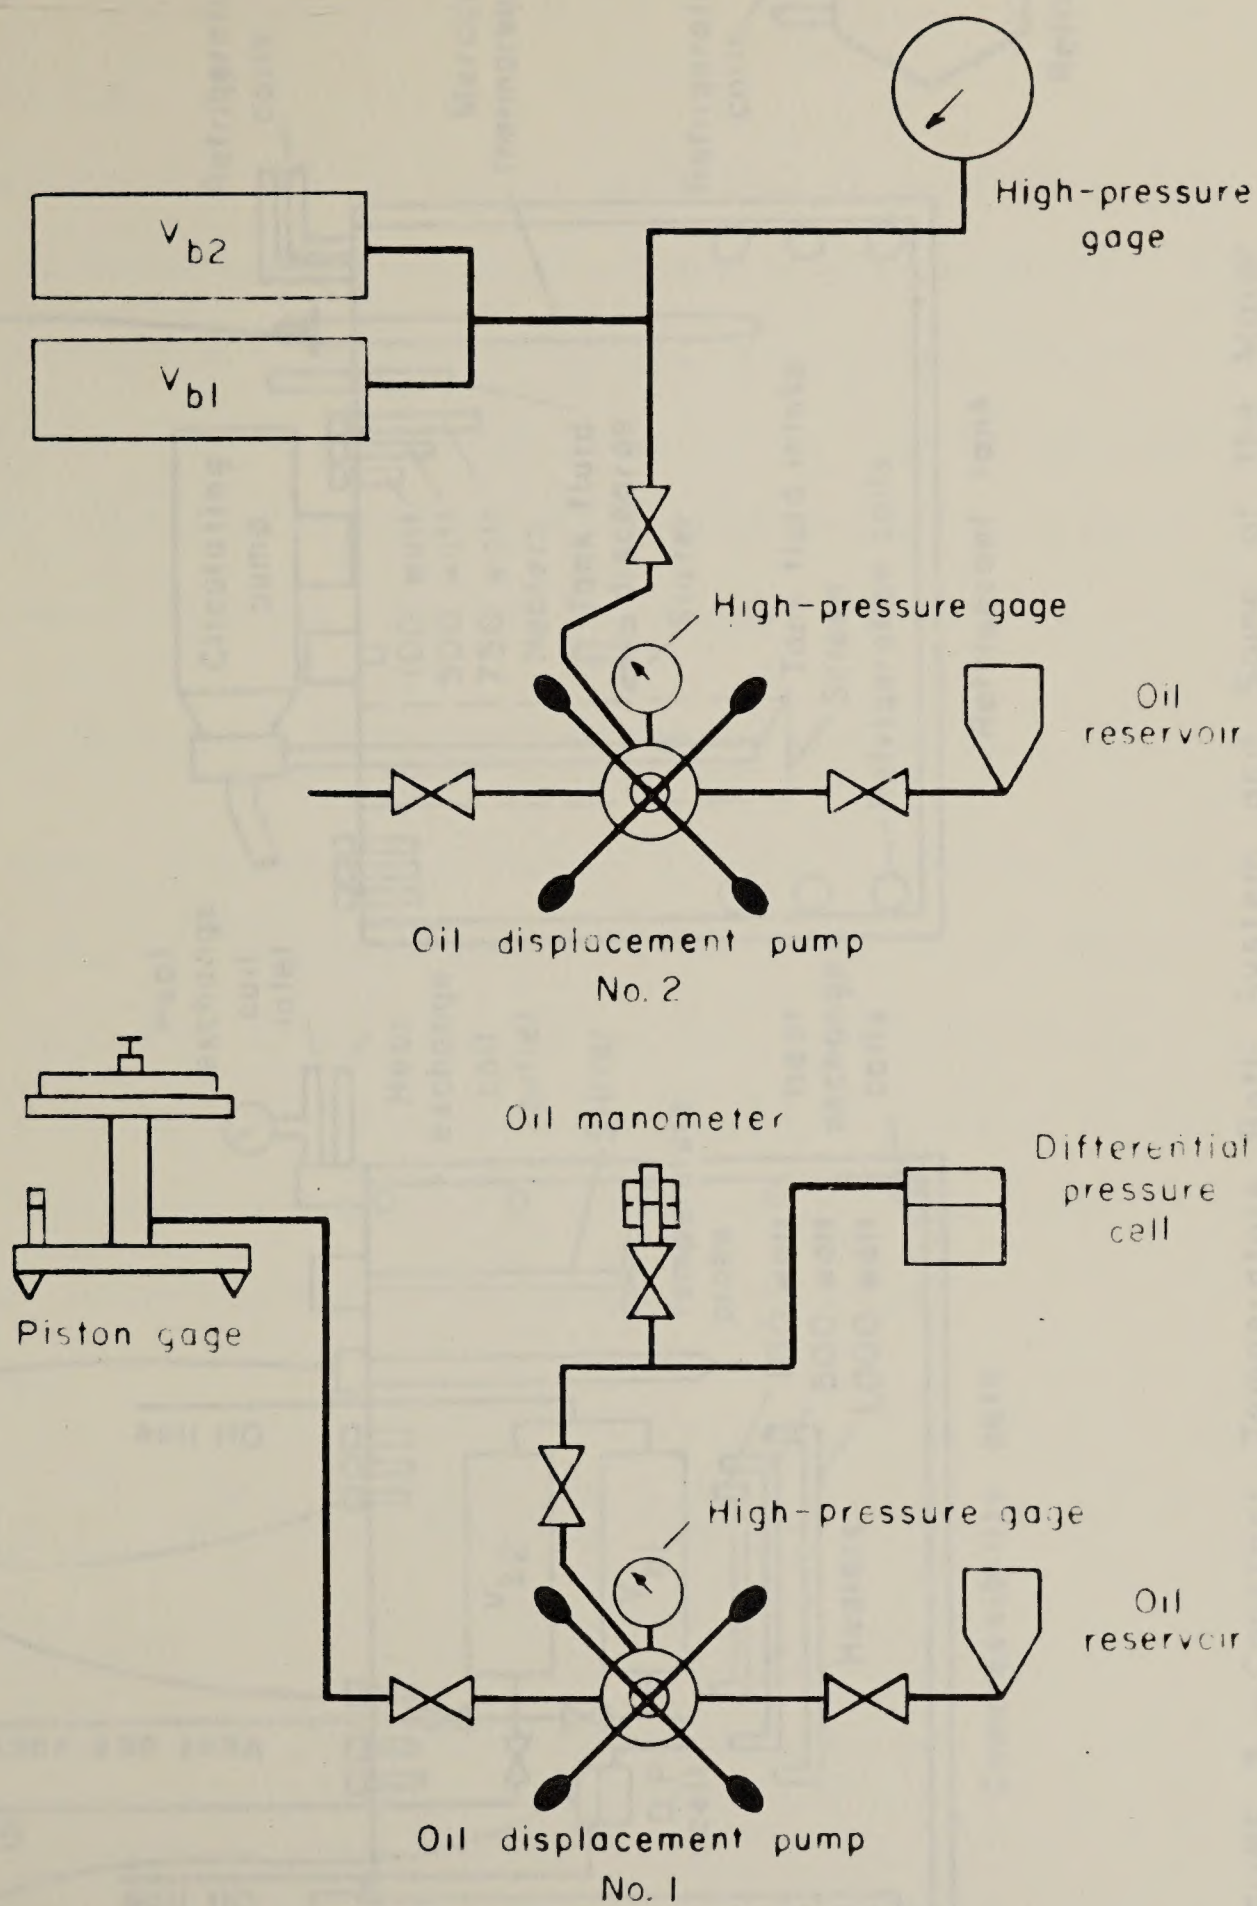 High-pressure
gage
V b2
V b1
High-pressure gage
Oil
reservoir
Oil displacement pump
No. 2
Oil manometer
Differential
pressure
cell
Piston gage
High-pressure gage
Oil
reservoir
Oil displacement pump
No. 1